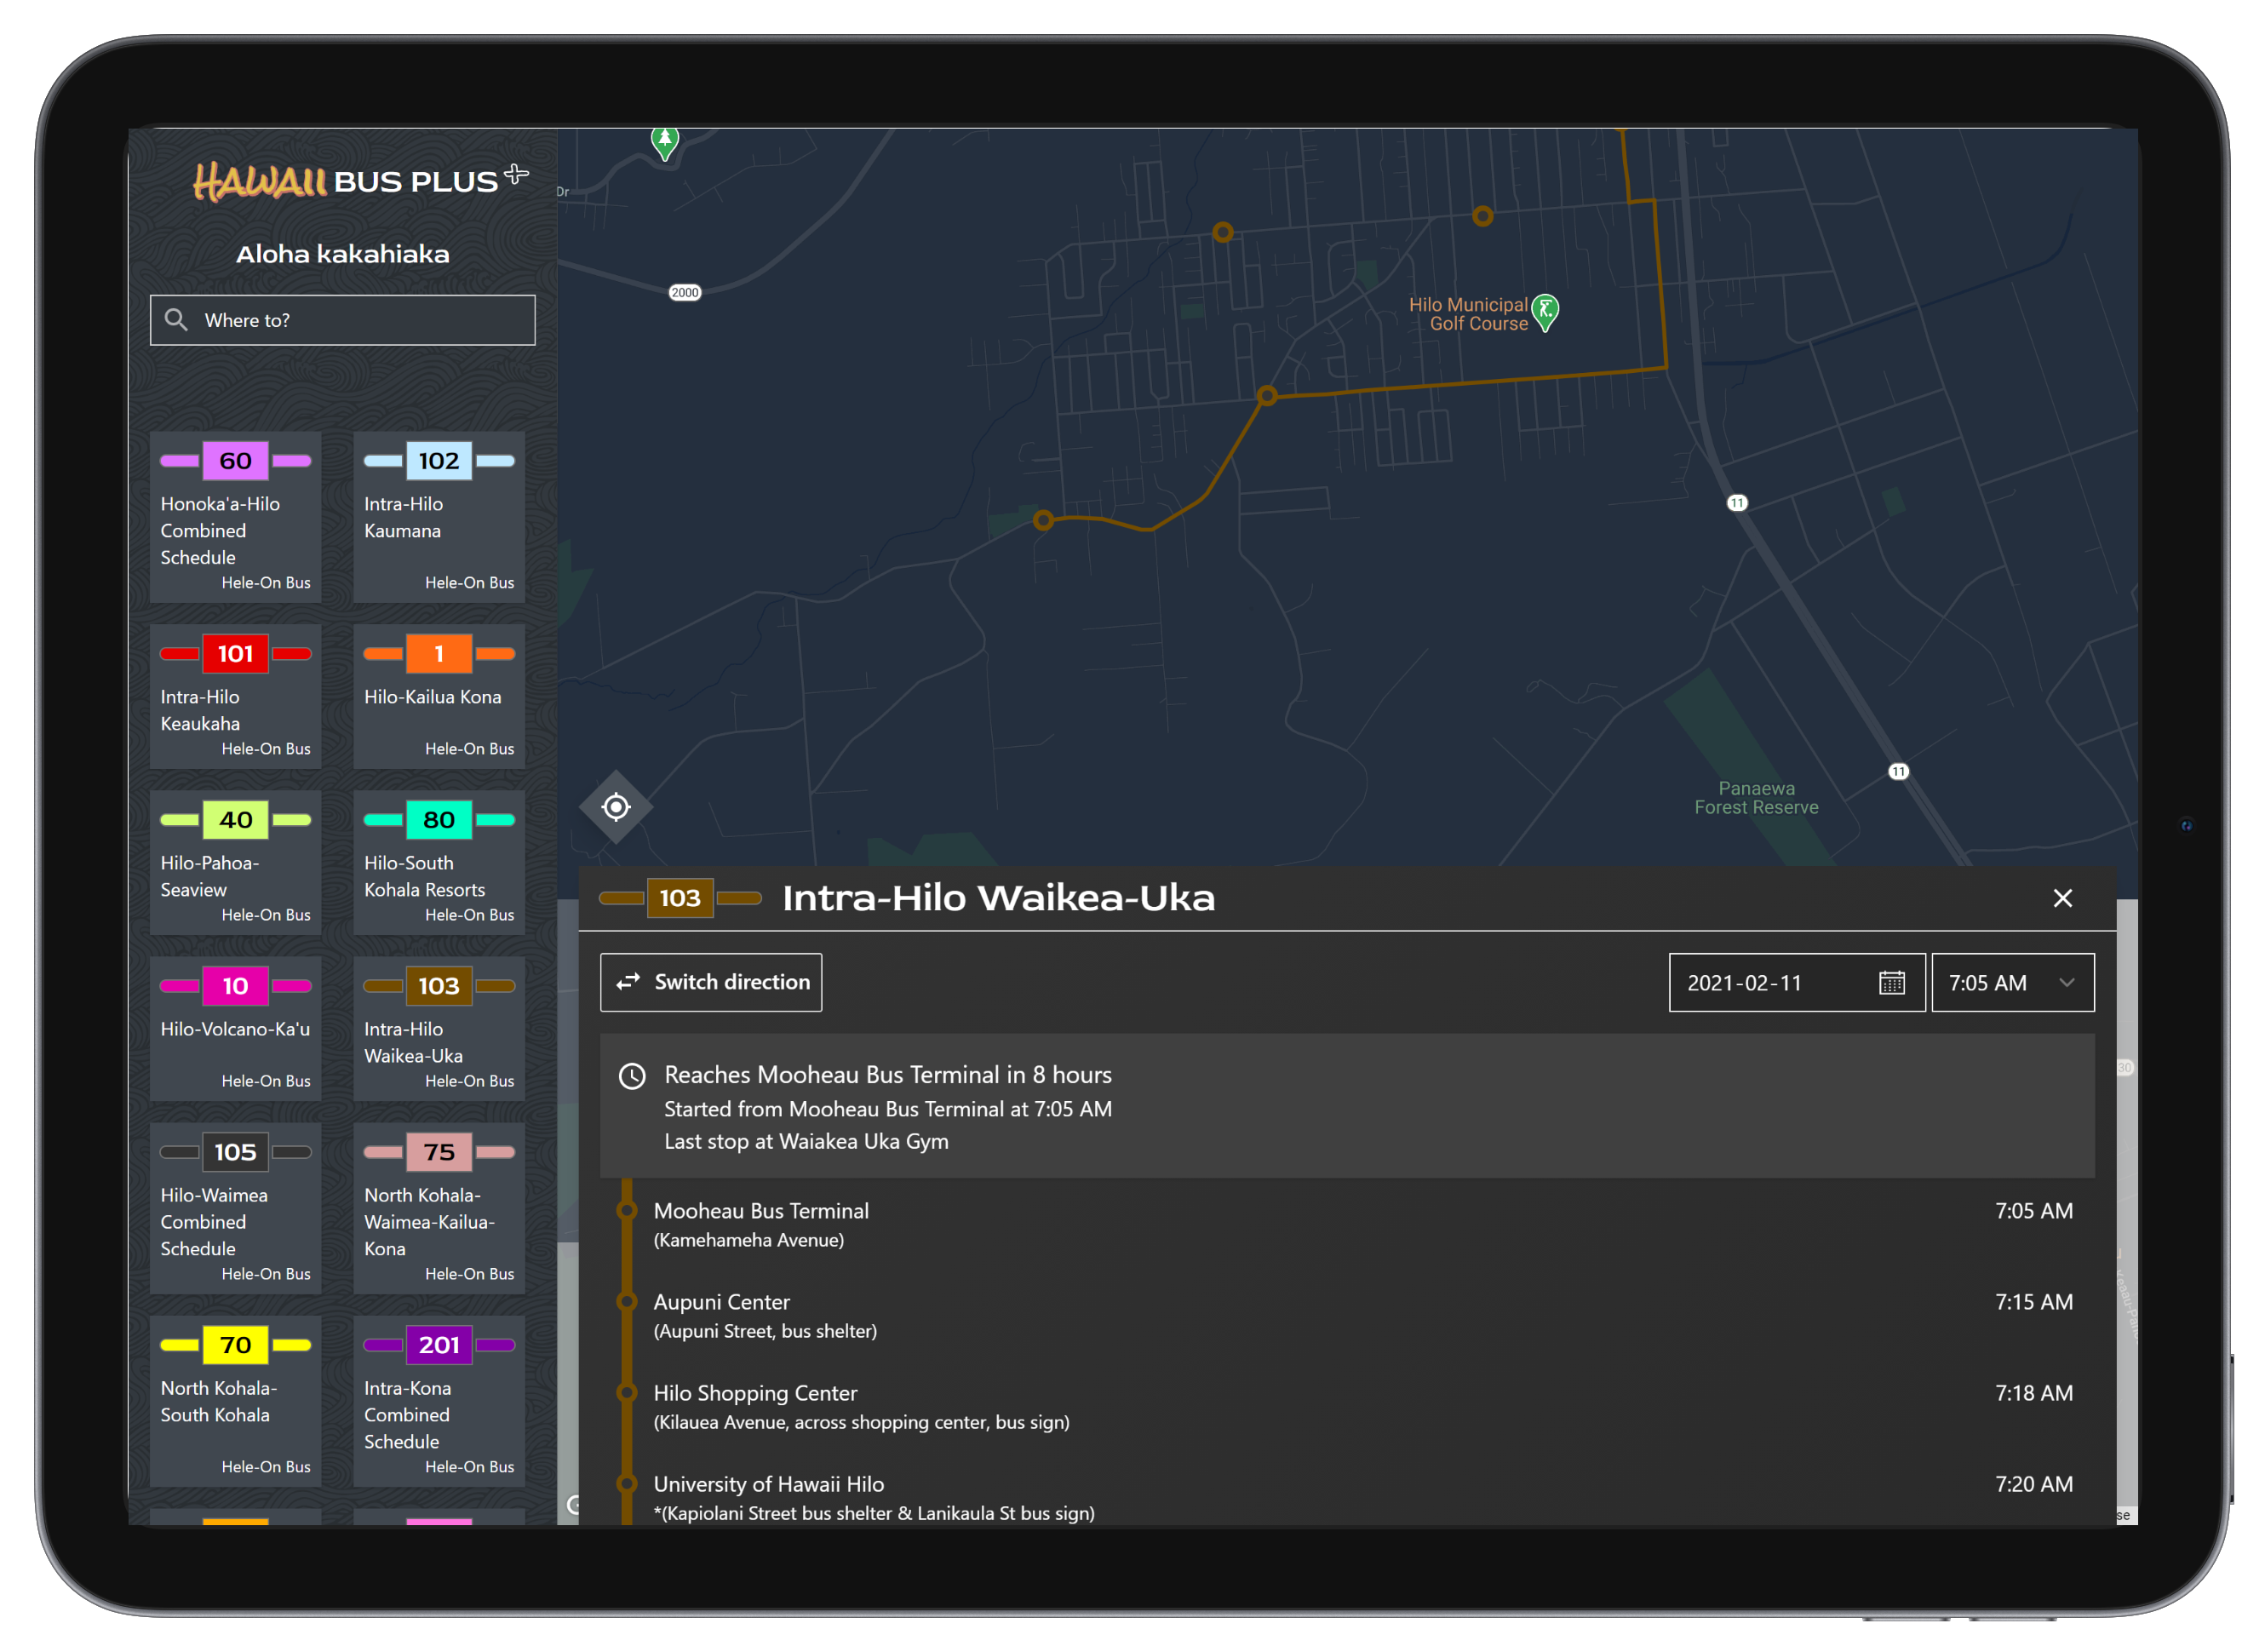 HAWAII BUS PLUS
Aloha kakahiaka
Where to?
60
Honoka'a-Hilo
Combined
Schedule
Hele-On Bus
102
Intra-Hilo
Kaumana
Hele-On Bus
101
Intra-Hilo
Keaukaha
Hele-On Bus
1
Hilo-Kailua Kona
Hele-On Bus
40
Hilo-Pahoa-
Seaview
Hele-On Bus
80
Hilo-South
Kohala Resorts
Hele-On Bus
10
Hilo-Volcano-Ka'u
Hele-On Bus
103
Intra-Hilo
Waikea-Uka
Hele-On Bus
105
Hilo-Waimea
Combined
Schedule
Hele-On Bus
75
North Kohala-
Waimea-Kailua-
Kona
Hele-On Bus
70
North Kohala-
South Kohala
Hele-On Bus
201
Intra-Kona
Combined
Schedule
Hele-On Bus
Dr
2000
Hilo Municipal
Golf Course
11
11
Panaewa
Forest Reserve
103 Intra-Hilo Waikea-Uka
Switch direction
2021-02-11
7:05 AM
Reaches Mooheau Bus Terminal in 8 hours
Started from Mooheau Bus Terminal at 7:05 AM
Last stop at Waiakea Uka Gym
Mooheau Bus Terminal 7:05 AM
(Kamehameha Avenue)
Aupuni Center 7:15 AM
(Aupuni Street, bus shelter)
Hilo Shopping Center 7:18 AM
(Kilauea Avenue, across shopping center, bus sign)
University of Hawaii Hilo 7:20 AM
*(Kapiolani Street bus shelter & Lanikaula St bus sign)